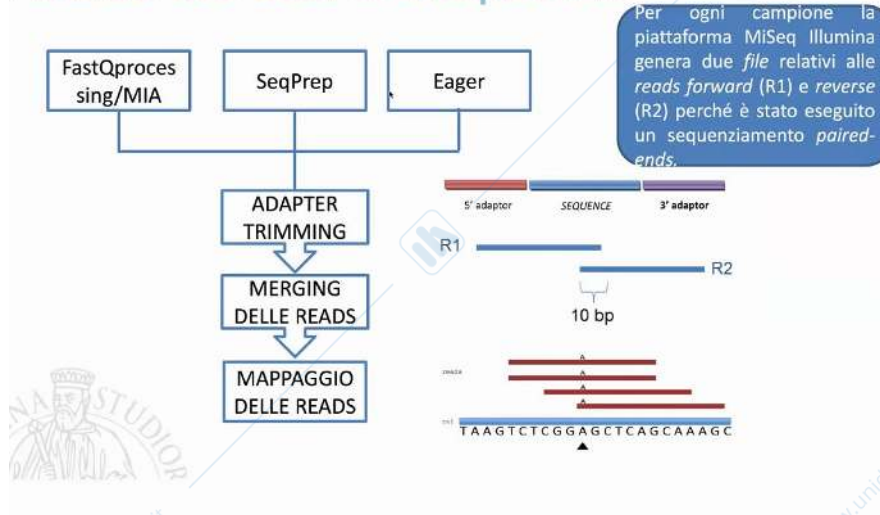 Per ogni campione la
piattaforma MiSeq Illumina
genera due file relativi alle
reads forward (R1) e reverse
(R2) perché è stato eseguito
un sequenziamento paired-
ends.
FastQproces
sing/MIA
SeqPrep
Eager
ADAPTER
TRIMMING
5' adaptor
SEQUENCE
3' adaptor
R1
R2
10 bp
MERGING
DELLE READS
MAPPAGGIO
DELLE READS
reads
A
A
A
A
TAAGTCTCGGAGCTCAGCAAAGC